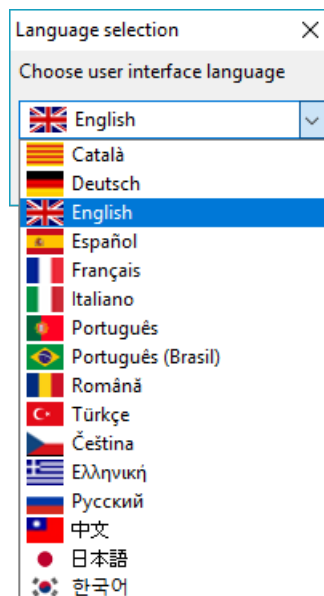 Language selection
Choose user interface language
English
Català
Deutsch
English
Español
Français
Italiano
Português
Português (Brasil)
Română
Türkçe
Čeština
Ελληνική
Русский
中文
日本語
한국어